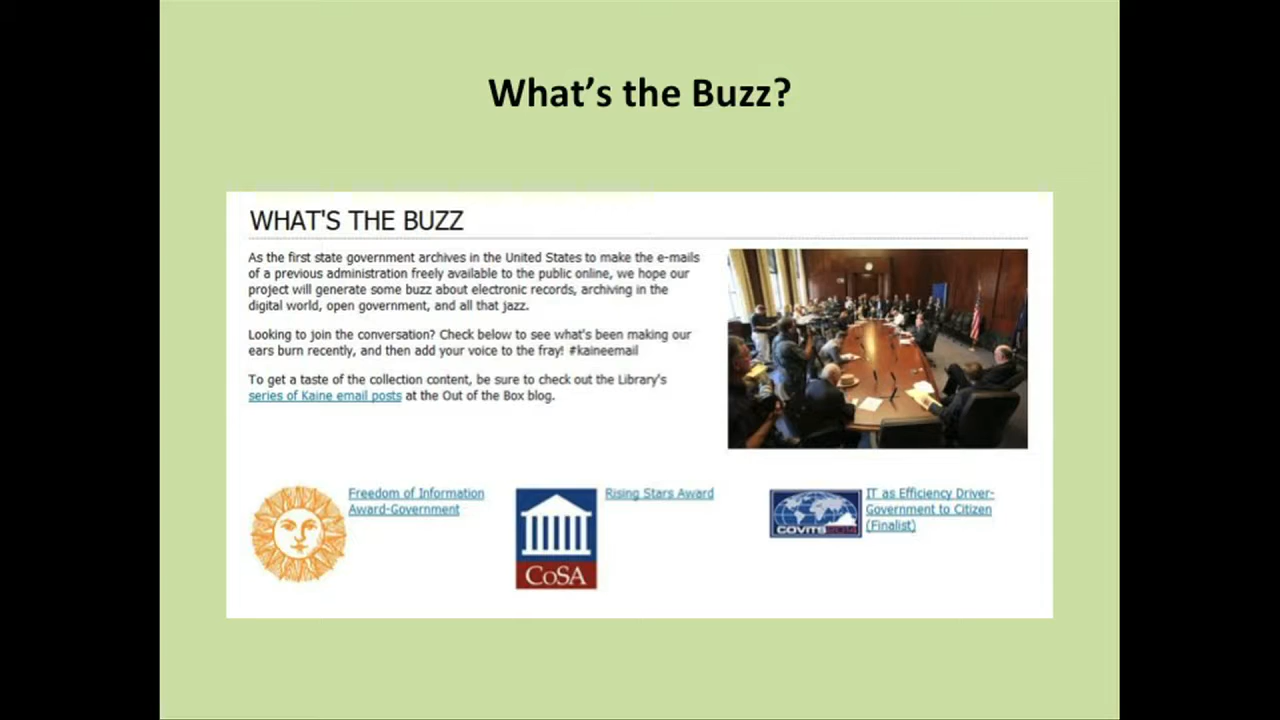 What’s the Buzz?
WHAT'S THE BUZZ
As the first state government archives in the United States to make the e-mails
of a previous administration freely available to the public online, we hope our
project will generate some buzz about electronic records, archiving in the
digital world, open government, and all that jazz.
Looking to join the conversation? Check below to see what's been making our
ears burn recently, and then add your voice to the fray! #kaineemail
To get a taste of the collection content, be sure to check out the Library's
series of Kaine email posts at the Out of the Box blog.
Freedom of Information
Award-Government
CoSA
Rising Stars Award
COVITS 2014
IT as Efficiency Driver-
Government to Citizen
(Finalist)